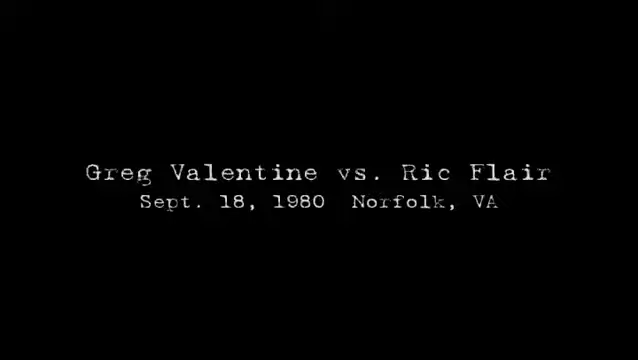 Greg Valentine vs. Ric Flair
Sept. 18, 1980 Norfolk, VA